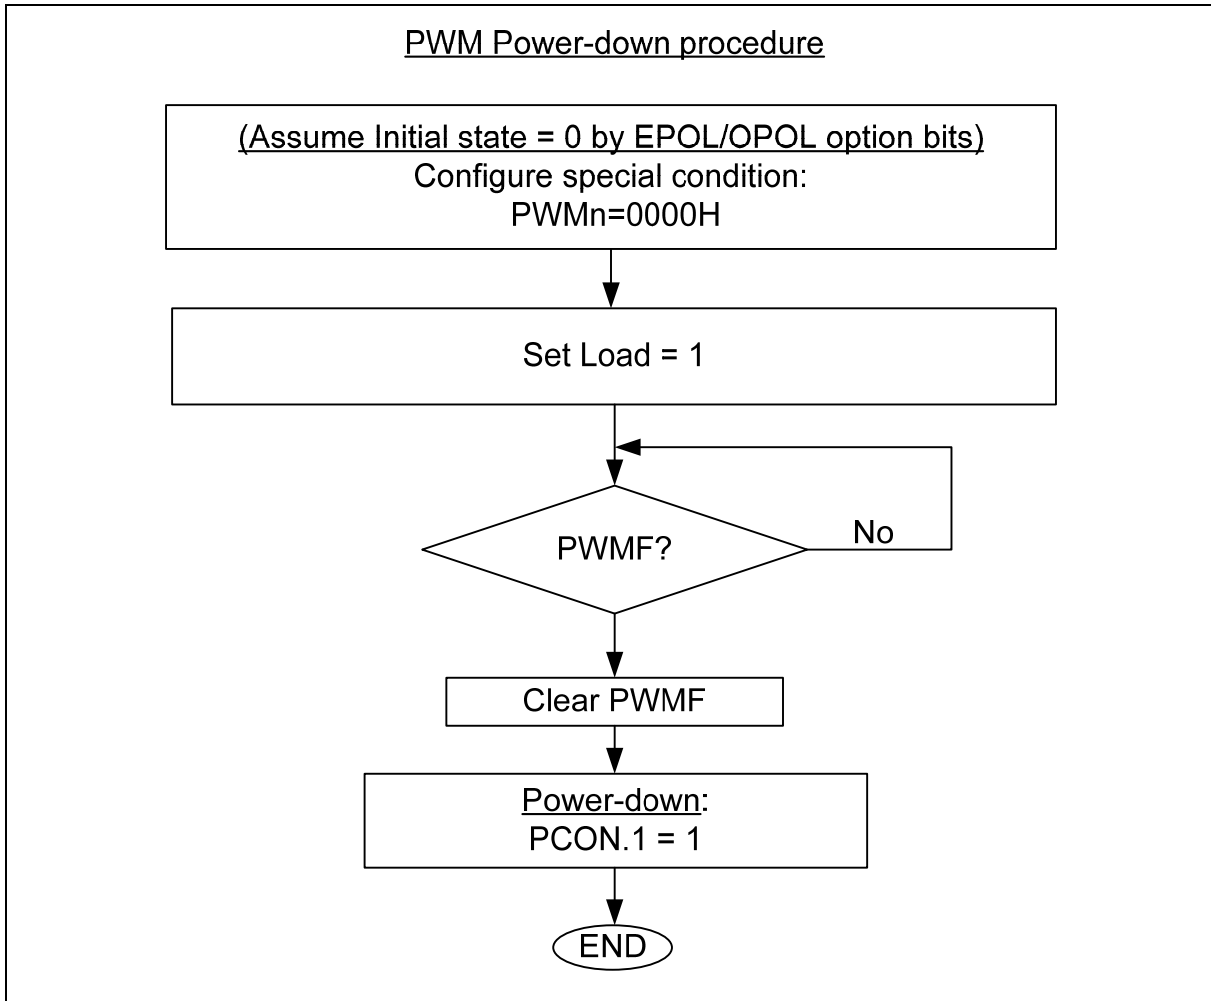 PWM Power-down procedure
(Assume Initial state = 0 by EPOL/OPOL option bits)
Configure special condition:
PWMn=0000H
Set Load = 1
PWMF?
No
Clear PWMF
Power-down:
PCON.1 = 1
END